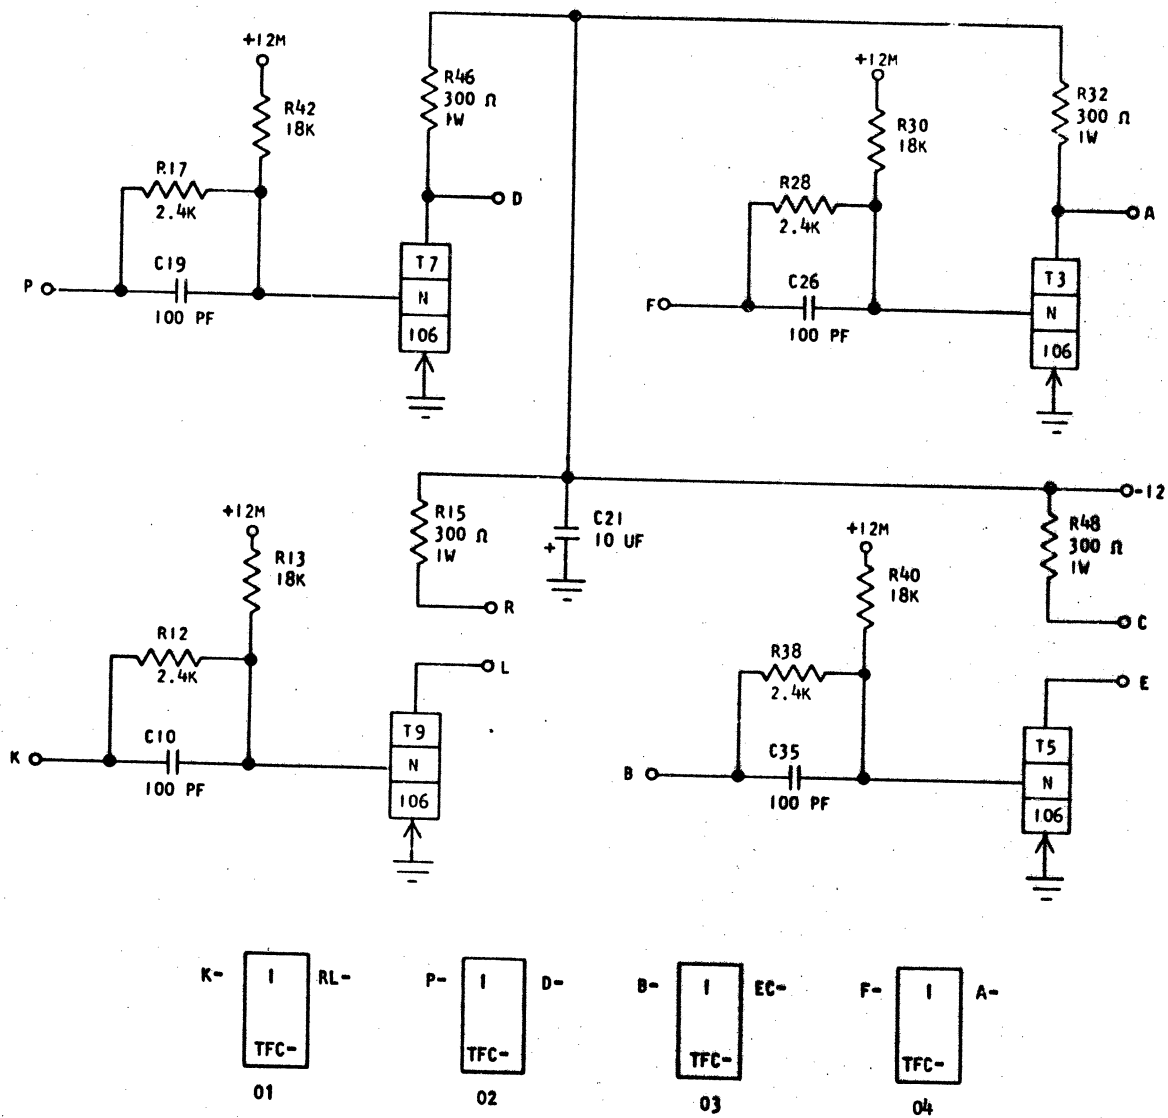 +12M
R42
18K
R46
300 Ω
1W
R17
2.4K
D
C19
P
100 PF
T7
N
106
+12M
R30
18K
R32
300 Ω
1W
R28
2.4K
A
C26
F
100 PF
T3
N
106
-12
+12M
R13
18K
R15
300 Ω
1W
C21
10 UF
+
R
R12
2.4K
L
C10
K
100 PF
T9
N
106
+12M
R40
18K
R48
300 Ω
1W
C
R38
2.4K
E
C35
B
100 PF
T5
N
106
K-
I
RL-
TFC-
01
P-
I
D-
TFC-
02
B-
I
EC-
TFC-
03
F-
I
A-
TFC-
04